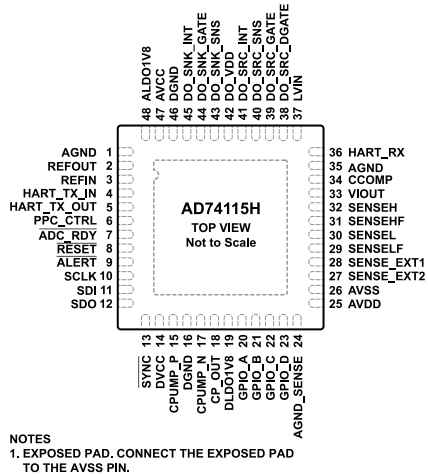 48 ALDO1V8
47 AVCC
46 DGND
45 DO_SNK_INT
44 DO_SNK_GATE
43 DO_SNK_SNS
42 DO_VDD
41 DO_SRC_INT
40 DO_SRC_SNS
39 DO_SRC_GATE
38 DO_SRC_DGATE
37 LVIN
AGND 1
REFOUT 2
REFIN 3
HART_TX_IN 4
HART_TX_OUT 5
PPC_CTRL 6
ADC_RDY 7
RESET 8
ALERT 9
SCLK 10
SDI 11
SDO 12
AD74115H
TOP VIEW
Not to Scale
36 HART_RX
35 AGND
34 CCOMP
33 VIOUT
32 SENSEH
31 SENSEHF
30 SENSEL
29 SENSELF
28 SENSE_EXT1
27 SENSE_EXT2
26 AVSS
25 AVDD
SYNC 13
DVCC 14
CPUMP_P 15
DGND 16
CPUMP_N 17
CP_OUT 18
DLDO1V8 19
GPIO_A 20
GPIO_B 21
GPIO_C 22
GPIO_D 23
AGND_SENSE 24
NOTES
1. EXPOSED PAD. CONNECT THE EXPOSED PAD
TO THE AVSS PIN.